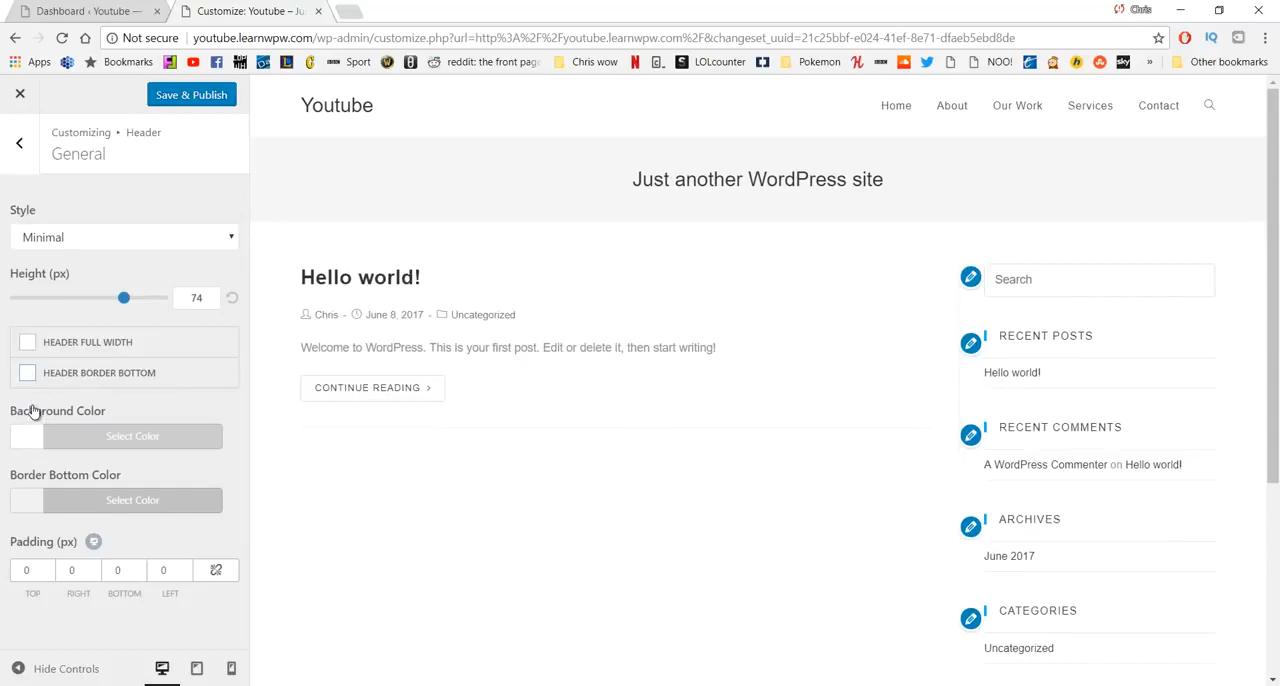 Dashboard ‹ Youtube —
Customize: Youtube – Ju
Chris
Not secure
youtube.learnwpw.com/wp-admin/customize.php?url=http%3A%2F%2Fyoutube.learnwpw.com%2F&changeset_uuid=21c25bbf-e024-41ef-8e71-dfaeb5ebd8de
Apps
Bookmarks
Sport
reddit: the front page
Chris wow
LOLcounter
Pokemon
NOO!
sky
»
Other bookmarks
Save & Publish
Customizing • Header
General
Style
Minimal
Height (px)
74
HEADER FULL WIDTH
HEADER BORDER BOTTOM
Background Color
Select Color
Border Bottom Color
Select Color
Padding (px)
0 0 0 0
TOP RIGHT BOTTOM LEFT
Hide Controls
Youtube
Home About Our Work Services Contact
Just another WordPress site
Hello world!
Chris - June 8, 2017 - Uncategorized
Welcome to WordPress. This is your first post. Edit or delete it, then start writing!
CONTINUE READING >
Search
RECENT POSTS
Hello world!
RECENT COMMENTS
A WordPress Commenter on Hello world!
ARCHIVES
June 2017
CATEGORIES
Uncategorized